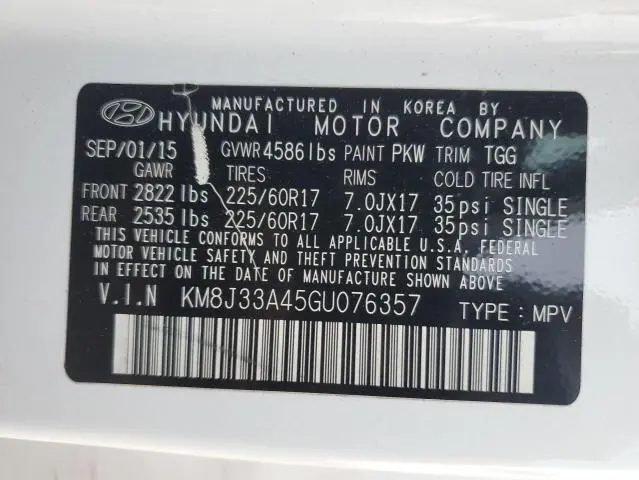 MANUFACTURED IN KOREA BY
HYUNDAI MOTOR COMPANY
SEP/01/15 GVWR 4586lbs PAINT PKW TRIM TGG
GAWR TIRES RIMS COLD TIRE INFL
FRONT 2822 lbs 225/60R17 7.0JX17 35psi SINGLE
REAR 2535 lbs 225/60R17 7.0JX17 35psi SINGLE
THIS VEHICLE CONFORMS TO ALL APPLICABLE U.S.A. FEDERAL
MOTOR VEHICLE SAFETY AND THEFT PREVENTION STANDARDS
IN EFFECT ON THE DATE OF MANUFACTURE SHOWN ABOVE
V.I.N KM8J33A45GU076357 TYPE: MPV